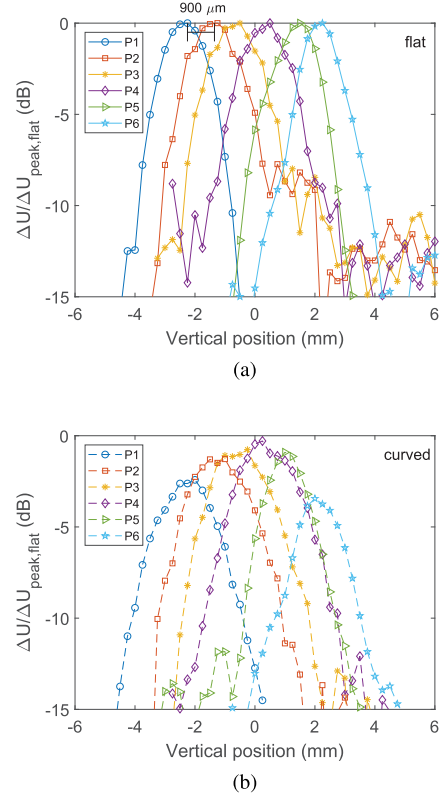 900 μm
flat
P1
P2
P3
P4
P5
P6
ΔU/ΔU_peak,flat (dB)
0
-5
-10
-15
-6 -4 -2 0 2 4 6
Vertical position (mm)
(a)
curved
P1
P2
P3
P4
P5
P6
ΔU/ΔU_peak,flat (dB)
0
-5
-10
-15
-6 -4 -2 0 2 4 6
Vertical position (mm)
(b)